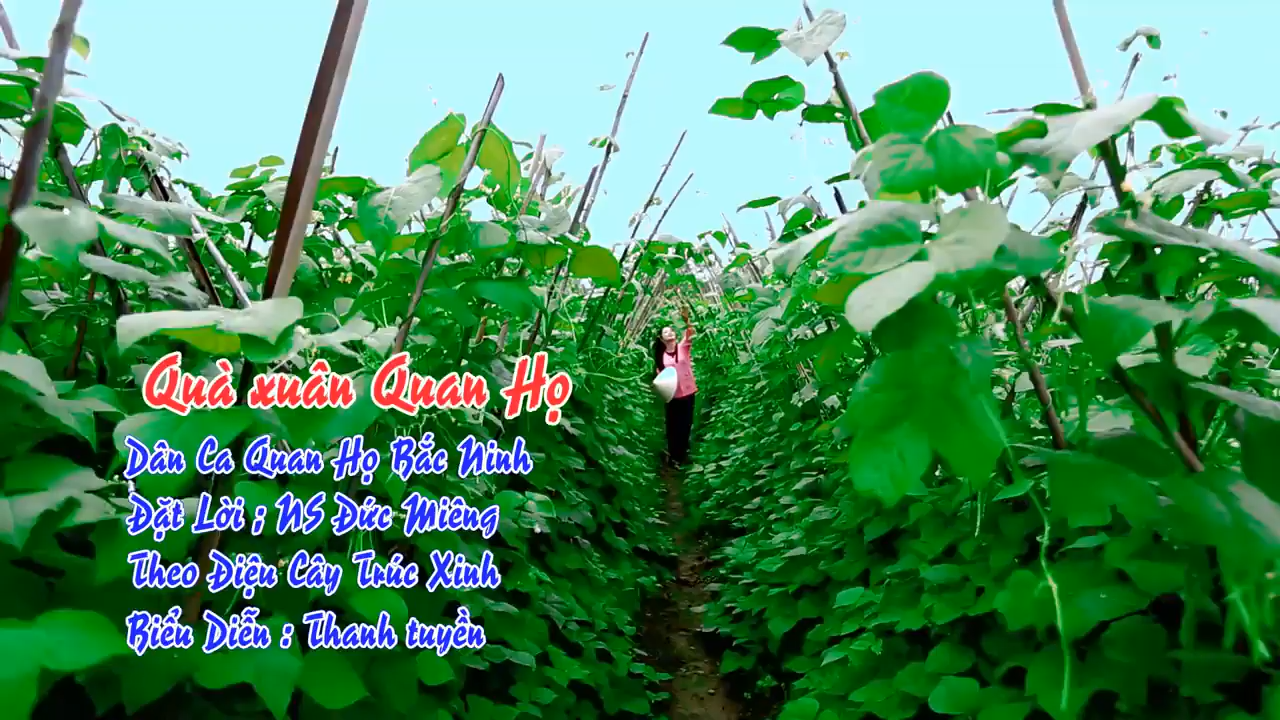 Quà xuân Quan Họ
Dân Ca Quan Họ Bắc Ninh
Đặt Lời ; NS Đức Miêng
Theo Điệu Cây Trúc Xinh
Biểu Diễn : Thanh tuyền